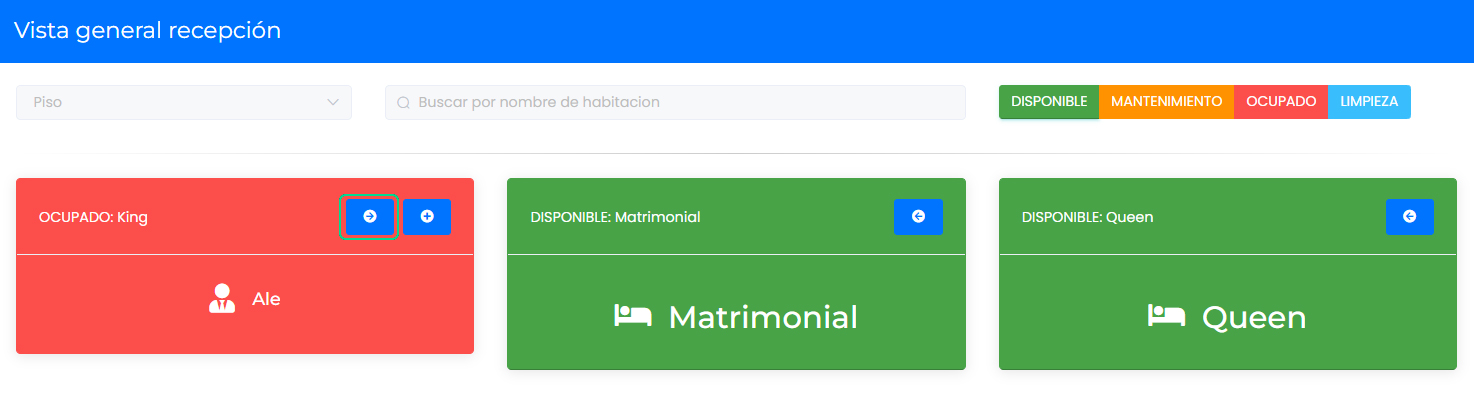 Vista general recepción
Piso
Buscar por nombre de habitacion
DISPONIBLE MANTENIMIENTO OCUPADO LIMPIEZA
OCUPADO: King
DISPONIBLE: Matrimonial
DISPONIBLE: Queen
Ale
Matrimonial
Queen